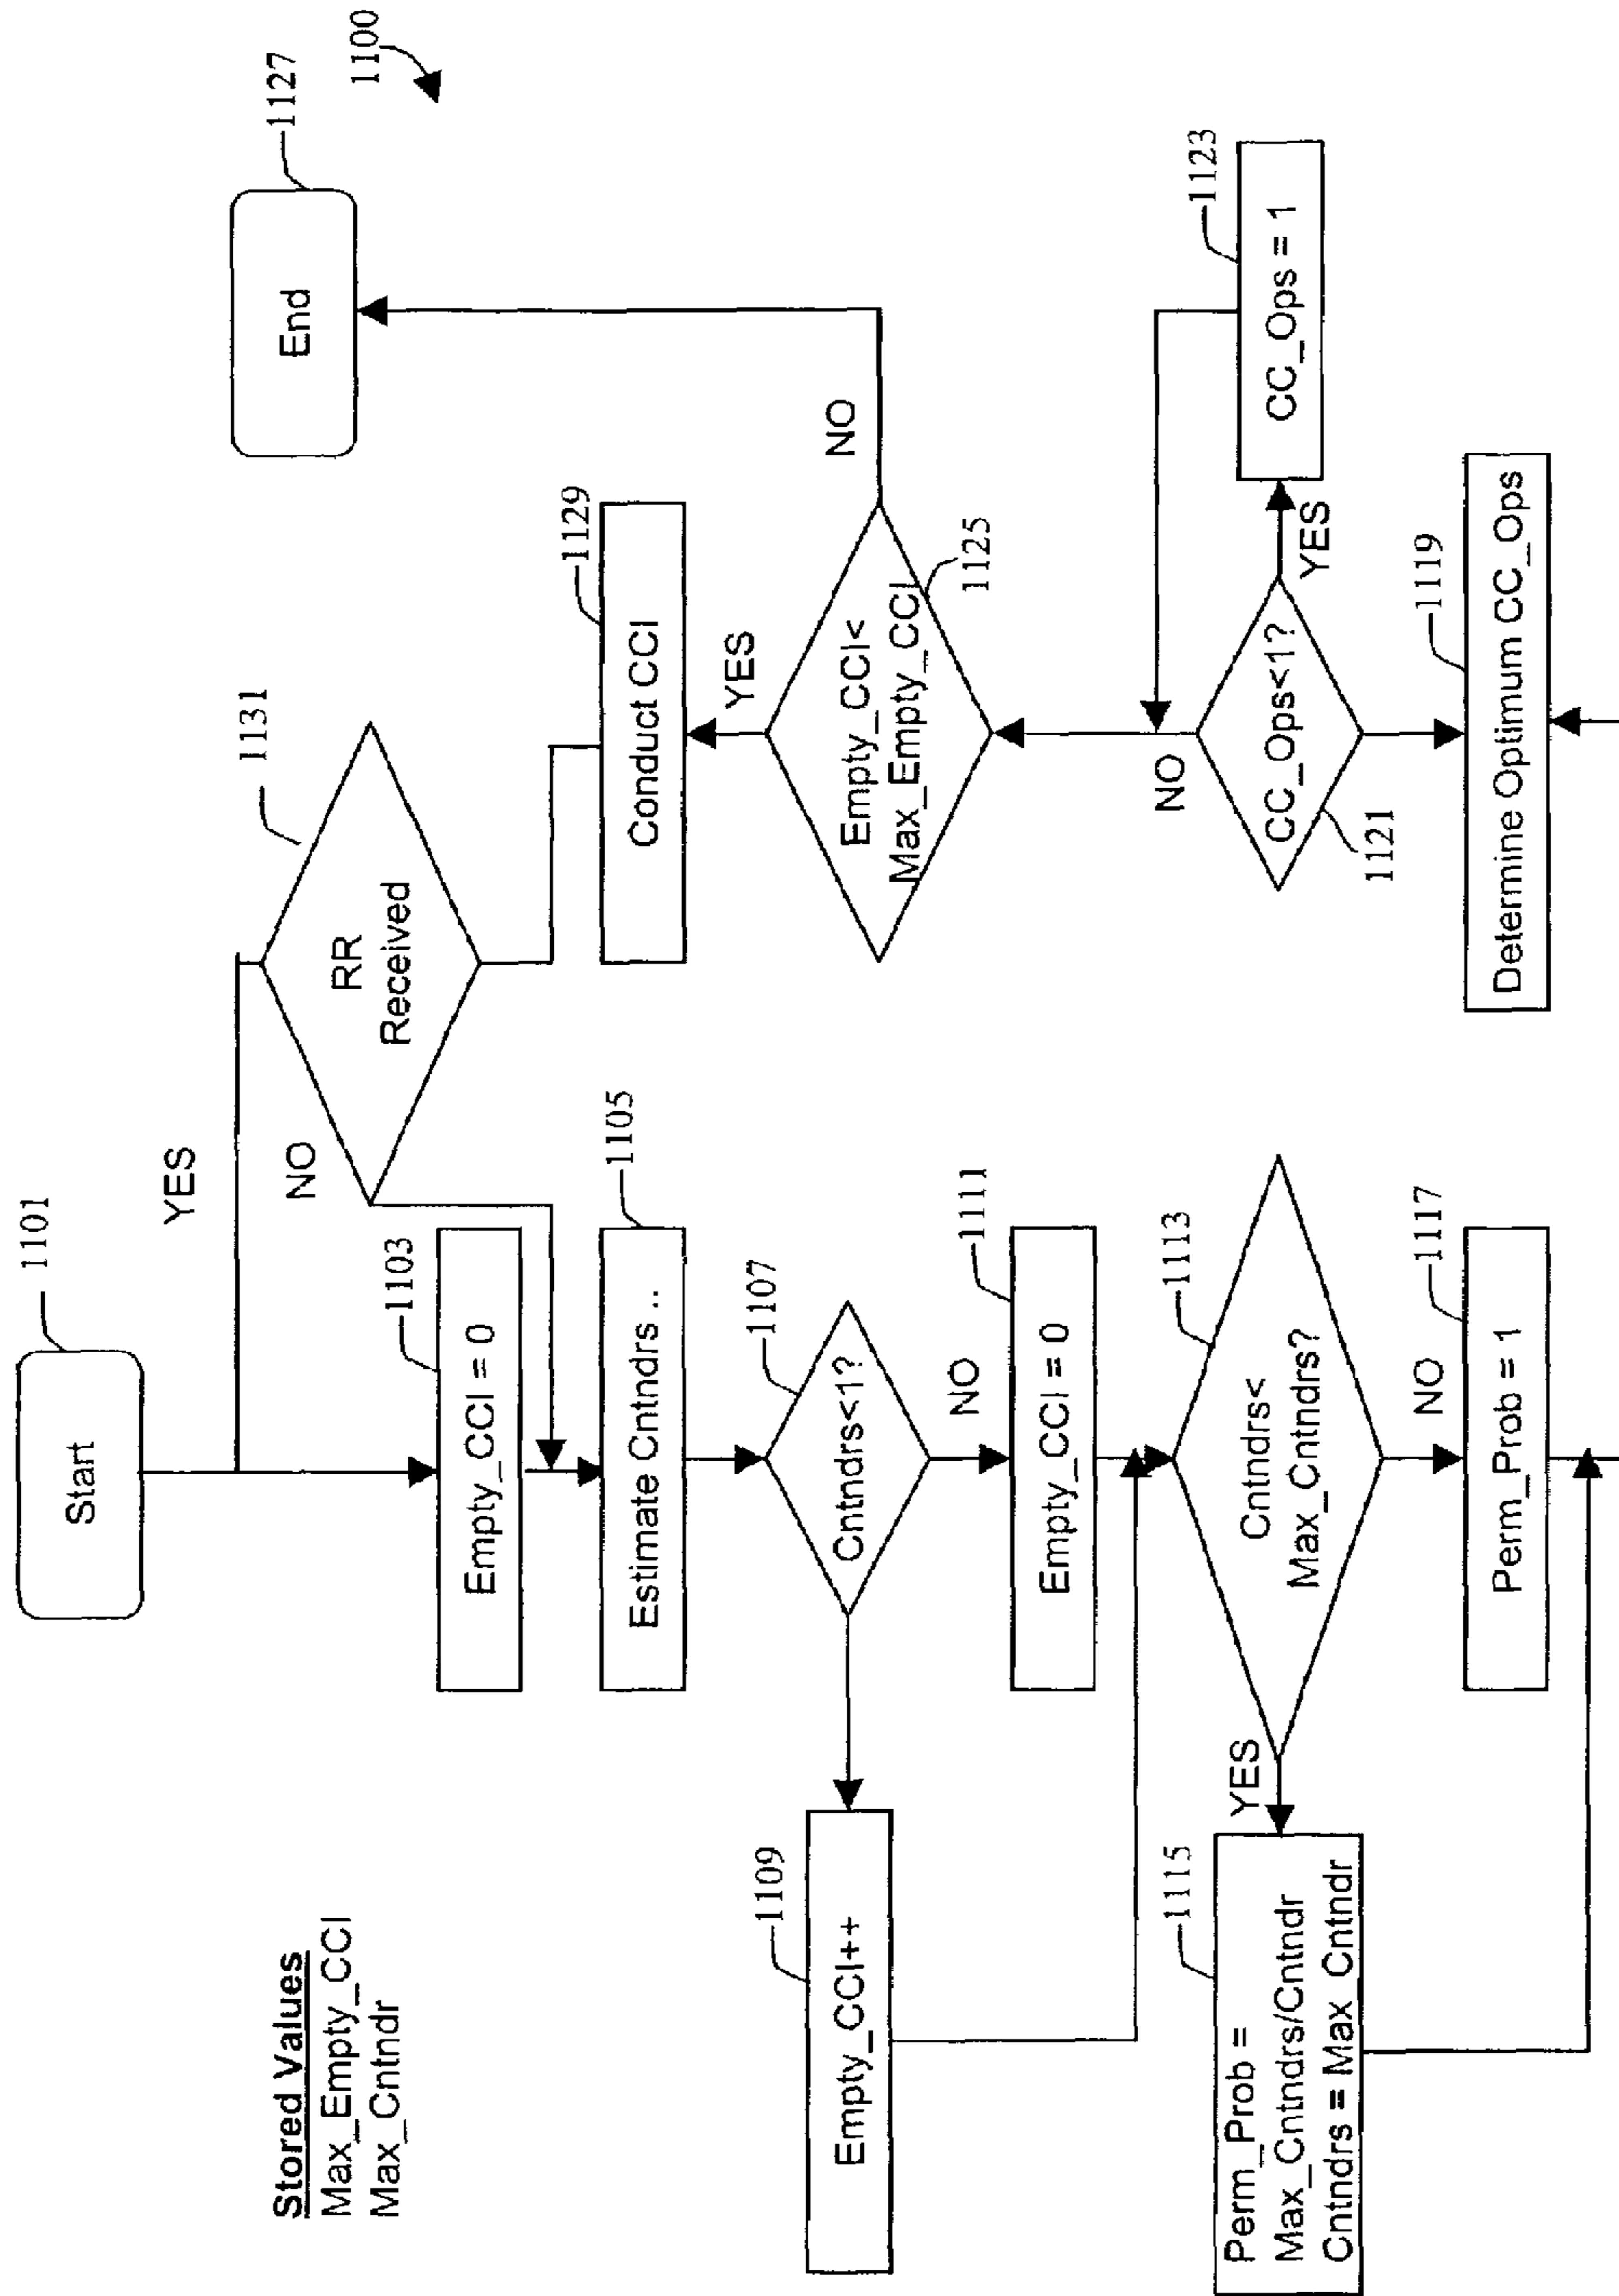 Stored Values
Max_Empty_CCI
Max_Cntndr
Start
1101
YES
NO
RR
Received
1131
End
1127
1100
Empty_CCI = 0
1103
Estimate Cntndrs ..
1105
Conduct CCI
1129
YES
NO
Cntndrs<1?
1107
Empty_CCI++
1109
NO
Empty_CCI<
Max_Empty_CCI
1125
Empty_CCI = 0
1111
Cntndrs<
Max_Cntndrs?
1113
YES
NO
Perm_Prob =
Max_Cntndrs/Cntndr
Cntndrs = Max_Cntndr
1115
Perm_Prob = 1
1117
NO
CC_Ops<1?
1121
YES
CC_Ops = 1
1123
Determine Optimum CC_Ops
1119